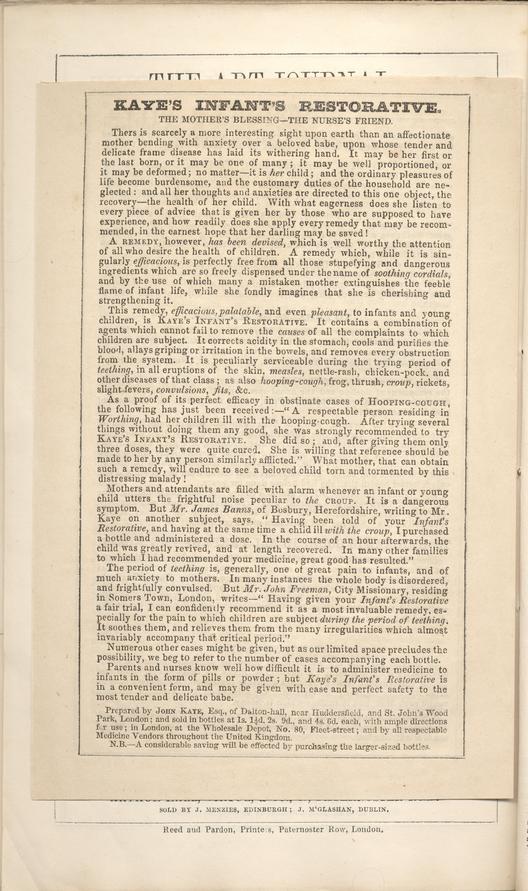 THE ART JOURNAL
KAYE'S INFANT'S RESTORATIVE.
THE MOTHER'S BLESSING—THE NURSE'S FRIEND.
Thers is scarcely a more interesting sight upon earth than an affectionate
mother bending with anxiety over a beloved babe, upon whose tender and
delicate frame disease has laid its withering hand. It may be her first or
the last born, or it may be one of many; it may be well proportioned, or
it may be deformed; no matter—it is her child; and the ordinary pleasures of
life become burdensome, and the customary duties of the household are ne-
glected: and all her thoughts and anxieties are directed to this one object, the
recovery—the health of her child. With what eagerness does she listen to
every piece of advice that is given her by those who are supposed to have
experience, and how readily does she apply every remedy that may be recom-
mended, in the earnest hope that her darling may be saved!
A REMEDY, however, has been devised, which is well worthy the attention
of all who desire the health of children. A remedy which, while it is sin-
gularly efficacious, is perfectly free from all those stupefying and dangerous
ingredients which are so freely dispensed under the name of soothing cordials,
and by the use of which many a mistaken mother extinguishes the feeble
flame of infant life, while she fondly imagines that she is cherishing and
strengthening it.
This remedy, efficacious, palatable, and even pleasant, to infants and young
children, is KAYE'S INFANT'S RESTORATIVE. It contains a combination of
agents which cannot fail to remove the causes of all the complaints to which
children are subject. It corrects acidity in the stomach, cools and purifies the
blood, allays griping or irritation in the bowels, and removes every obstruction
from the system. It is peculiarly serviceable during the trying period of
teething, in all eruptions of the skin, measles, nettle-rash, chicken-pock, and
other diseases of that class; as also hooping-cough, frog, thrush, croup, rickets,
slight fevers, convulsions, fits, &c.
As a proof of its perfect efficacy in obstinate cases of HOOPING-COUGH,
the following has just been received:—"A respectable person residing in
Worthing, had her children ill with the hooping-cough. After trying several
things without doing them any good, she was strongly recommended to try
KAYE'S INFANT'S RESTORATIVE. She did so; and, after giving them only
three doses, they were quite cured. She is willing that reference should be
made to her by any person similarly afflicted." What mother, that can obtain
such a remedy, will endure to see a beloved child torn and tormented by this
distressing malady!
Mothers and attendants are filled with alarm whenever an infant or young
child utters the frightful noise peculiar to the CROUP. It is a dangerous
symptom. But Mr. James Banns, of Bosbury, Herefordshire, writing to Mr.
Kaye on another subject, says, "Having been told of your Infant's
Restorative, and having at the same time a child ill with the croup, I purchased
a bottle and administered a dose. In the course of an hour afterwards, the
child was greatly revived, and at length recovered. In many other families
to which I had recommended your medicine, great good has resulted."
The period of teething is, generally, one of great pain to infants, and of
much anxiety to mothers. In many instances the whole body is disordered,
and frightfully convulsed. But Mr. John Freeman, City Missionary, residing
in Somers Town, London, writes—"Having given your Infant's Restorative
a fair trial, I can confidently recommend it as a most invaluable remedy, es-
pecially for the pain to which children are subject during the period of teething.
It soothes them, and relieves them from the many irregularities which almost
invariably accompany that critical period."
Numerous other cases might be given, but as our limited space precludes the
possibility, we beg to refer to the number of cases accompanying each bottle.
Parents and nurses know well how difficult it is to administer medicine to
infants in the form of pills or powder; but Kaye's Infant's Restorative is
in a convenient form, and may be given with ease and perfect safety to the
most tender and delicate babe.
Prepared by JOHN KAYE, Esq., of Dalton-hall, near Huddersfield, and St. John's Wood
Park, London; and sold in bottles at 1s. 1½d. 2s. 9d., and 4s. 6d. each, with ample directions
for use; in London, at the Wholesale Depot, No. 80, Fleet-street; and by all respectable
Medicine Vendors throughout the United Kingdom.
N.B.—A considerable saving will be effected by purchasing the larger-sized bottles.
SOLD BY J. MENZIES, EDINBURGH; J. M'GLASHAN, DUBLIN.
Reed and Pardon, Printers, Paternoster Row, London.